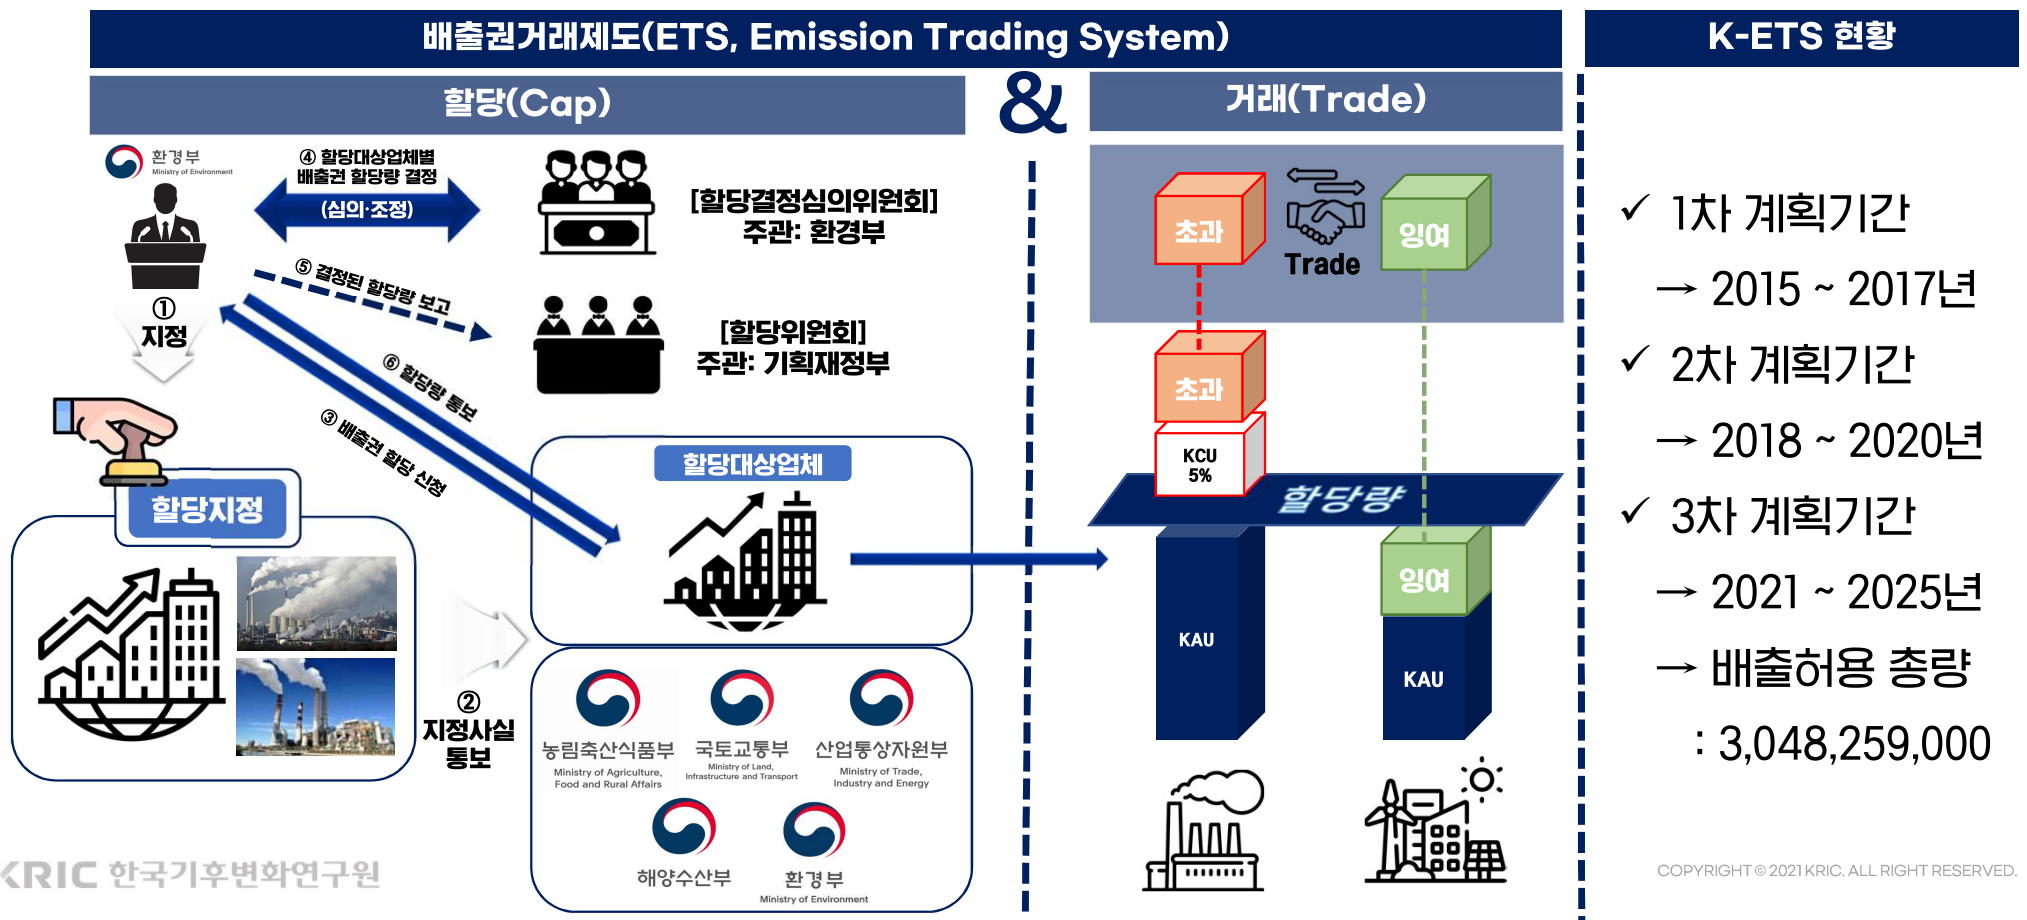 배출권거래제도(ETS, Emission Trading System)
할당(Cap)
&
거래(Trade)
K-ETS 현황
환경부
Ministry of Environment
④ 할당대상업체별
배출권 할당량 결정
(심의·조정)
[할당결정심의위원회]
주관: 환경부
⑤ 결정된 할당량 보고
[할당위원회]
주관: 기획재정부
①
지정
⑥ 할당량 통보
③ 배출권 할당 신청
할당지정
②
지정사실
통보
할당대상업체
농림축산식품부
Ministry of Agriculture,
Food and Rural Affairs
국토교통부
Ministry of Land,
Infrastructure and Transport
산업통상자원부
Ministry of Trade,
Industry and Energy
해양수산부
환경부
Ministry of Environment
초과
Trade
잉여
초과
KCU
5%
할당량
KAU
잉여
KAU
✓ 1차 계획기간
→ 2015 ~ 2017년
✓ 2차 계획기간
→ 2018 ~ 2020년
✓ 3차 계획기간
→ 2021 ~ 2025년
→ 배출허용 총량
: 3,048,259,000
KRIC 한국기후변화연구원
COPYRIGHT © 2021 KRIC. ALL RIGHT RESERVED.